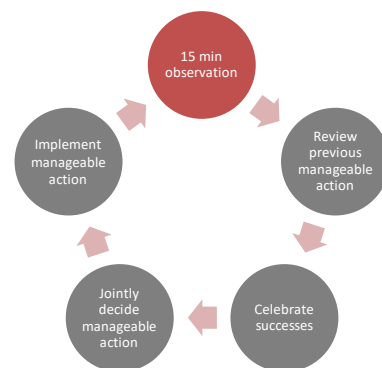 15 min
observation
Review
previous
manageable
action
Celebrate
successes
Jointly
decide
manageable
action
Implement
manageable
action